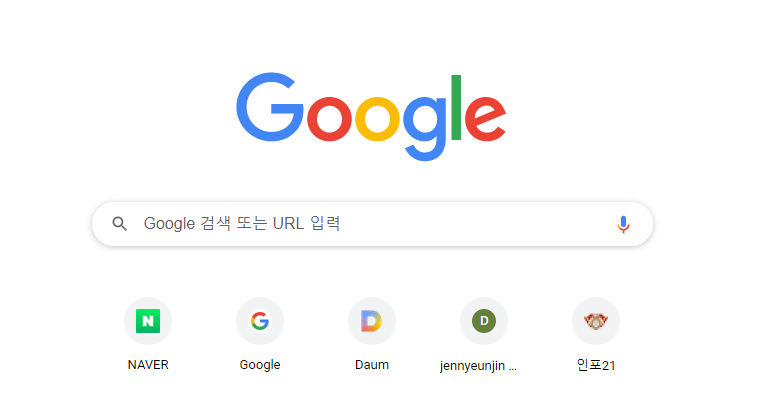 Google
Google 검색 또는 URL 입력
N
G
D
D
NAVER
Google
Daum
jennyeunjin ...
인포21